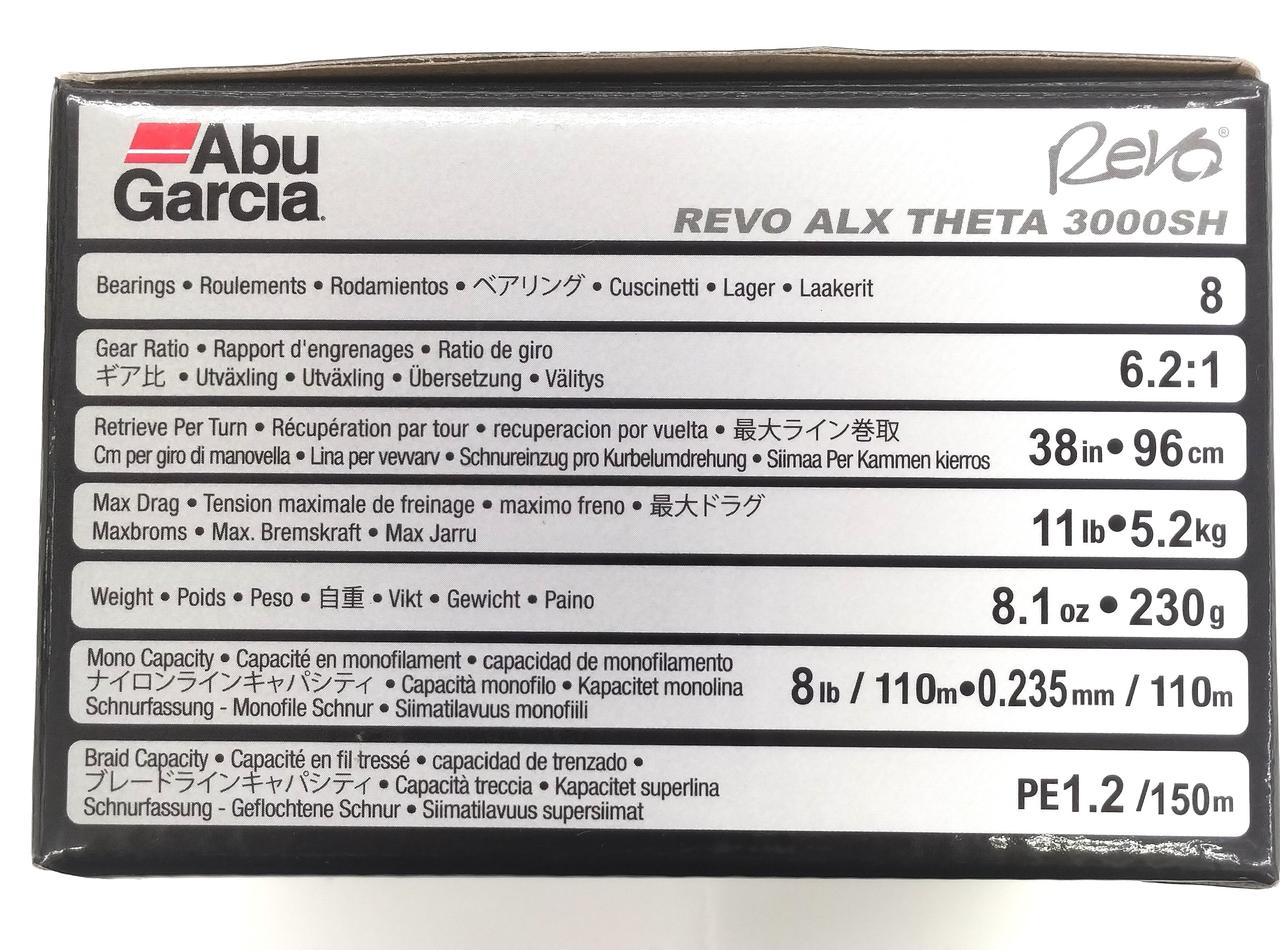 Abu
Garcia
Revo®
REVO ALX THETA 3000SH
Bearings • Roulements • Rodamientos • ベアリング • Cuscinetti • Lager • Laakerit
8
Gear Ratio • Rapport d'engrenages • Ratio de giro
ギア比 • Utväxling • Utväxling • Übersetzung • Välitys
6.2:1
Retrieve Per Turn • Récupération par tour • recuperacion por vuelta • 最大ライン巻取
Cm per giro di manovella • Lina per vevvarv • Schnureinzug pro Kurbelumdrehung • Siimaa Per Kammen kierros
38in • 96cm
Max Drag • Tension maximale de freinage • maximo freno • 最大ドラグ
Maxbroms • Max. Bremskraft • Max Jarru
11lb•5.2kg
Weight • Poids • Peso • 自重 • Vikt • Gewicht • Paino
8.1oz • 230g
Mono Capacity • Capacité en monofilament • capacidad de monofilamento
ナイロンラインキャパシティ • Capacità monofilo • Kapacitet monolina
Schnurfassung - Monofile Schnur • Siimatilavuus monofiili
8lb / 110m•0.235mm / 110m
Braid Capacity • Capacité en fil tressé • capacidad de trenzado •
ブレードラインキャパシティ • Capacità treccia • Kapacitet superlina
Schnurfassung - Geflochtene Schnur • Siimatilavuus supersiimat
PE1.2 /150m